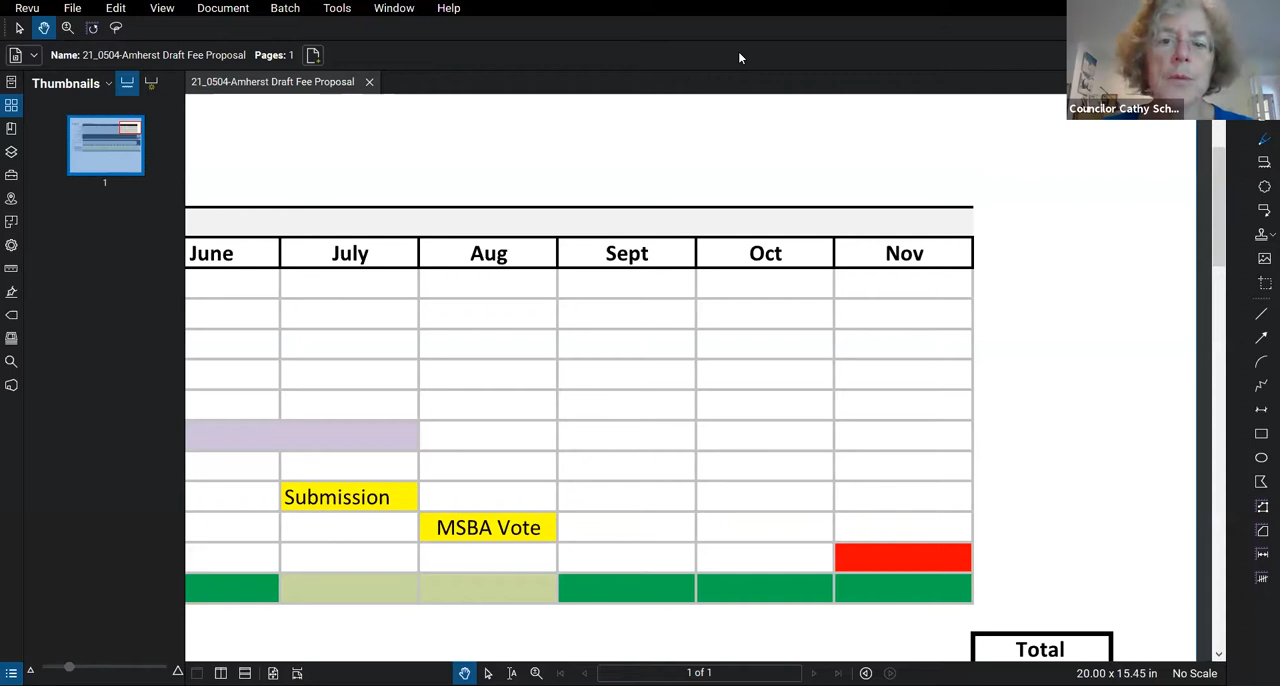 Revu File Edit View Document Batch Tools Window Help
Name: 21_0504-Amherst Draft Fee Proposal Pages: 1
Councilor Cathy Sch...
Thumbnails
21_0504-Amherst Draft Fee Proposal
1
June July Aug Sept Oct Nov
Submission
MSBA Vote
Total
1 of 1
20.00 x 15.45 in No Scale